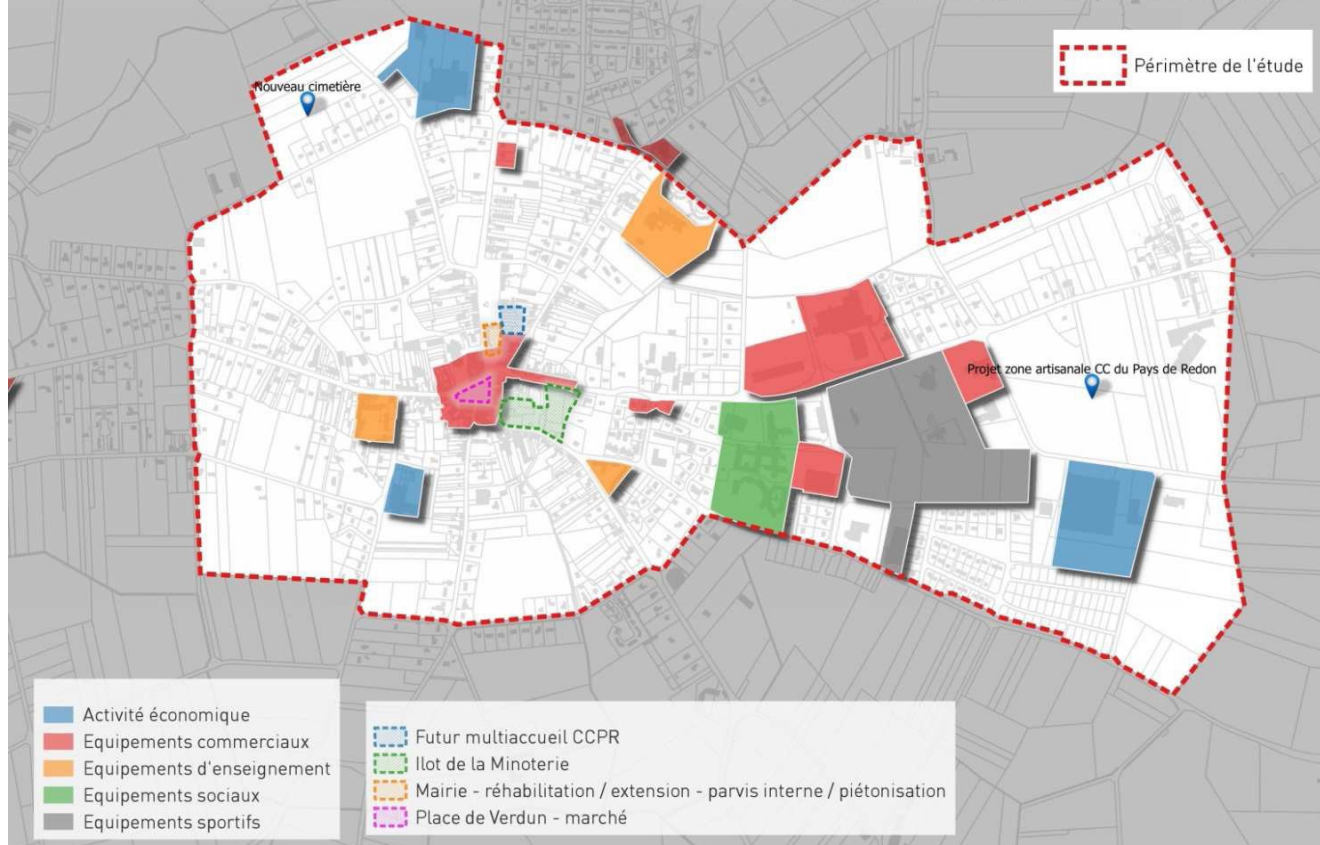 Périmètre de l'étude
Nouveau cimetière
Projet zone artisanale CC du Pays de Redon
Activité économique
Equipements commerciaux
Equipements d'enseignement
Equipements sociaux
Equipements sportifs
Futur multiaccueil CCPR
Ilot de la Minoterie
Mairie - réhabilitation / extension - parvis interne / piétonisation
Place de Verdun - marché